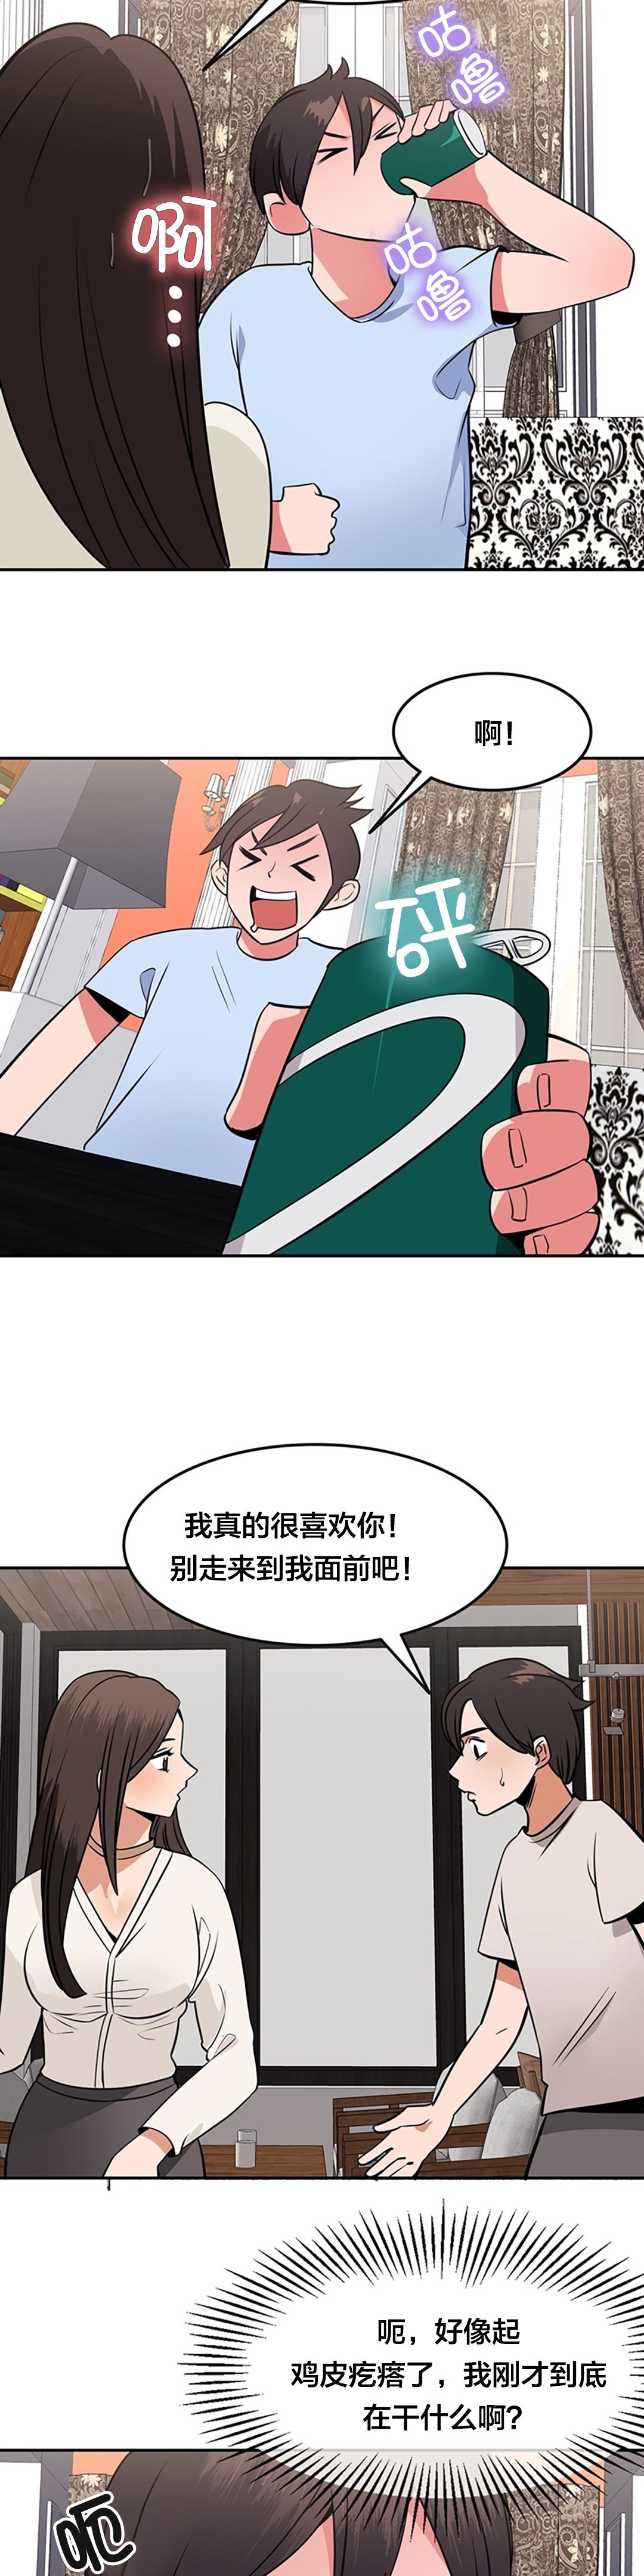 咕
噜
啊…
咕
噜
啊！
砰
我真的很喜欢你！
别走来到我面前吧！
呃，好像起
鸡皮疙瘩了，我刚才到底
在干什么啊？
呃